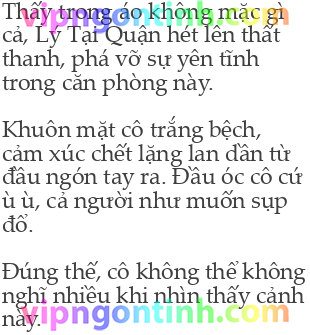 Thấy trong áo không mặc gì
cả, Lý Tại Quận hét lên thất
thanh, phá vỡ sự yên tĩnh
trong căn phòng này.

Khuôn mặt cô trắng bệch,
cảm xúc chết lặng lan dần từ
đầu ngón tay ra. Đầu óc cô cứ
ù ù, cả người như muốn sụp
đổ.

Đúng thế, cô không thể không
nghĩ nhiều khi nhìn thấy cảnh
này.
vipngontinh.com
vipngontinh.com